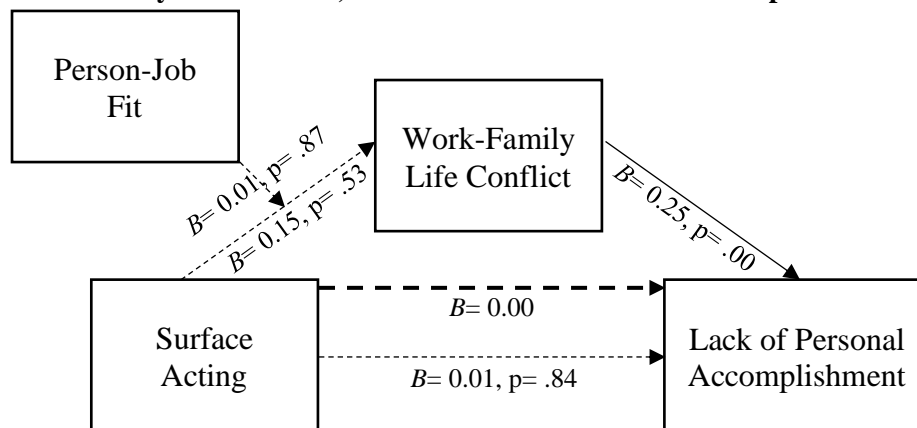 Person-Job
Fit
Work-Family
Life Conflict
B= 0.01, p= .87
B= 0.15, p= .53
B= 0.25, p= .00
Surface
Acting
B= 0.00
B= 0.01, p= .84
Lack of Personal
Accomplishment